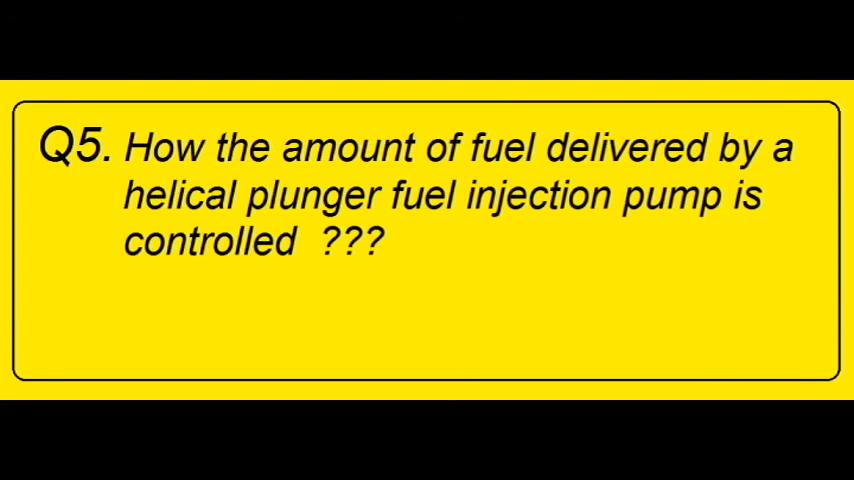 Q5. How the amount of fuel delivered by a
helical plunger fuel injection pump is
controlled ???